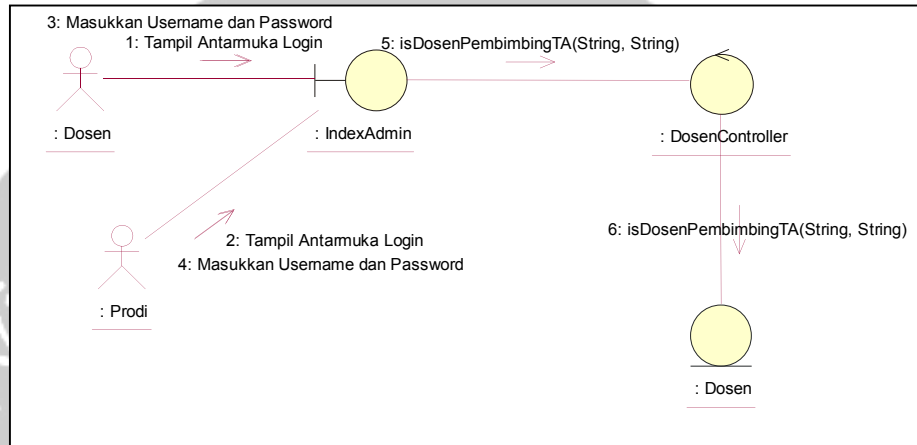 3: Masukkan Username dan Password
1: Tampil Antarmuka Login
5: isDosenPembimbingTA(String, String)
: Dosen
: IndexAdmin
: DosenController
2: Tampil Antarmuka Login
4: Masukkan Username dan Password
6: isDosenPembimbingTA(String, String)
: Prodi
: Dosen